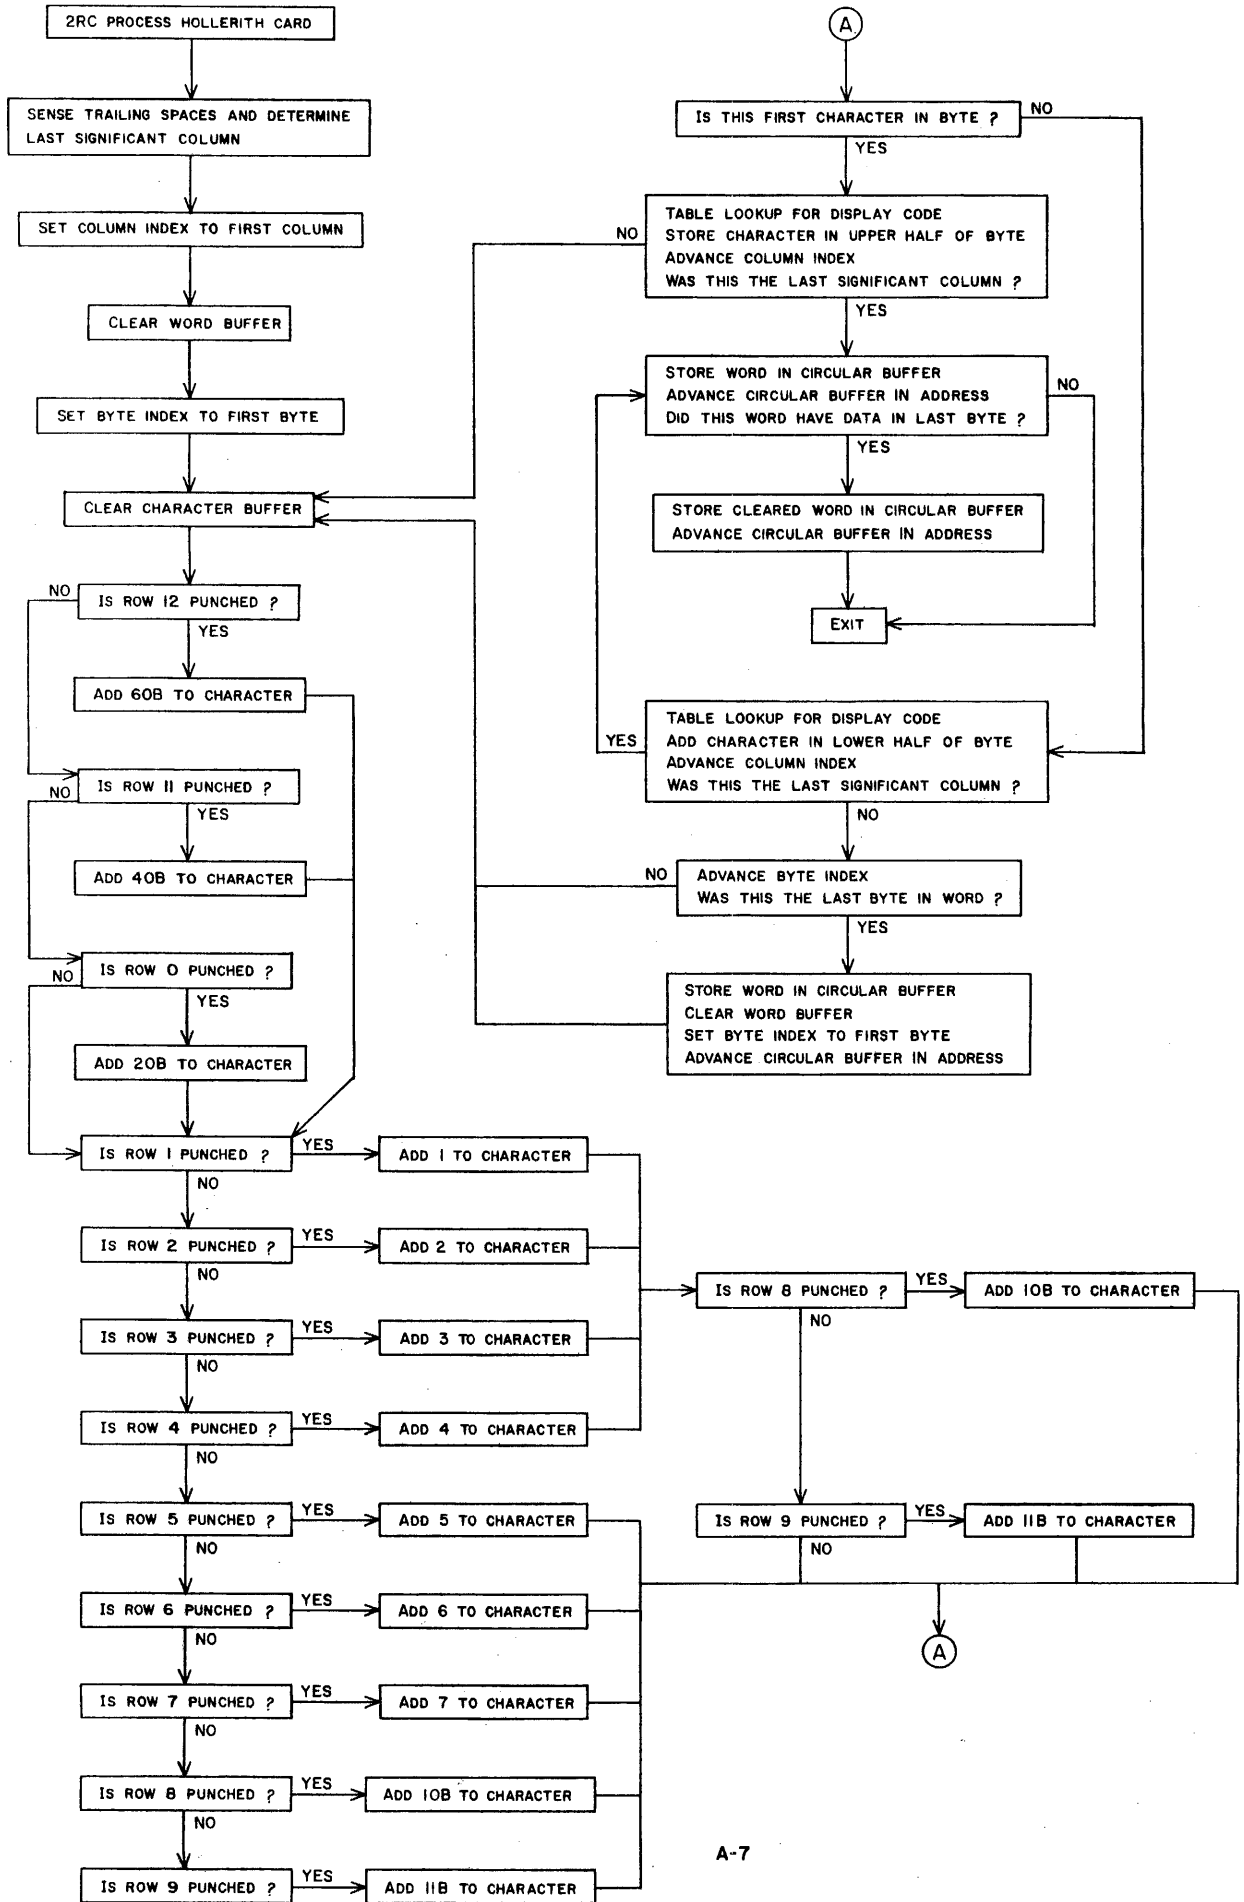 2RC PROCESS HOLLERITH CARD
SENSE TRAILING SPACES AND DETERMINE
LAST SIGNIFICANT COLUMN
SET COLUMN INDEX TO FIRST COLUMN
CLEAR WORD BUFFER
SET BYTE INDEX TO FIRST BYTE
CLEAR CHARACTER BUFFER
NO
IS ROW 12 PUNCHED ?
YES
ADD 60B TO CHARACTER
IS ROW 11 PUNCHED ?
NO
YES
ADD 40B TO CHARACTER
IS ROW 0 PUNCHED ?
NO
YES
ADD 20B TO CHARACTER
IS ROW 1 PUNCHED ?
YES
ADD 1 TO CHARACTER
NO
IS ROW 2 PUNCHED ?
YES
ADD 2 TO CHARACTER
NO
IS ROW 3 PUNCHED ?
YES
ADD 3 TO CHARACTER
NO
IS ROW 4 PUNCHED ?
YES
ADD 4 TO CHARACTER
NO
IS ROW 5 PUNCHED ?
YES
ADD 5 TO CHARACTER
NO
IS ROW 6 PUNCHED ?
YES
ADD 6 TO CHARACTER
NO
IS ROW 7 PUNCHED ?
YES
ADD 7 TO CHARACTER
NO
IS ROW 8 PUNCHED ?
YES
ADD 10B TO CHARACTER
NO
IS ROW 9 PUNCHED ?
YES
ADD 11B TO CHARACTER
A
IS THIS FIRST CHARACTER IN BYTE ?
NO
YES
TABLE LOOKUP FOR DISPLAY CODE
STORE CHARACTER IN UPPER HALF OF BYTE
ADVANCE COLUMN INDEX
WAS THIS THE LAST SIGNIFICANT COLUMN ?
NO
YES
STORE WORD IN CIRCULAR BUFFER
ADVANCE CIRCULAR BUFFER IN ADDRESS
DID THIS WORD HAVE DATA IN LAST BYTE ?
NO
YES
STORE CLEARED WORD IN CIRCULAR BUFFER
ADVANCE CIRCULAR BUFFER IN ADDRESS
EXIT
TABLE LOOKUP FOR DISPLAY CODE
ADD CHARACTER IN LOWER HALF OF BYTE
ADVANCE COLUMN INDEX
WAS THIS THE LAST SIGNIFICANT COLUMN ?
YES
NO
ADVANCE BYTE INDEX
WAS THIS THE LAST BYTE IN WORD ?
NO
YES
STORE WORD IN CIRCULAR BUFFER
CLEAR WORD BUFFER
SET BYTE INDEX TO FIRST BYTE
ADVANCE CIRCULAR BUFFER IN ADDRESS
IS ROW 8 PUNCHED ?
YES
ADD 10B TO CHARACTER
NO
IS ROW 9 PUNCHED ?
YES
ADD 11B TO CHARACTER
NO
A
A-7